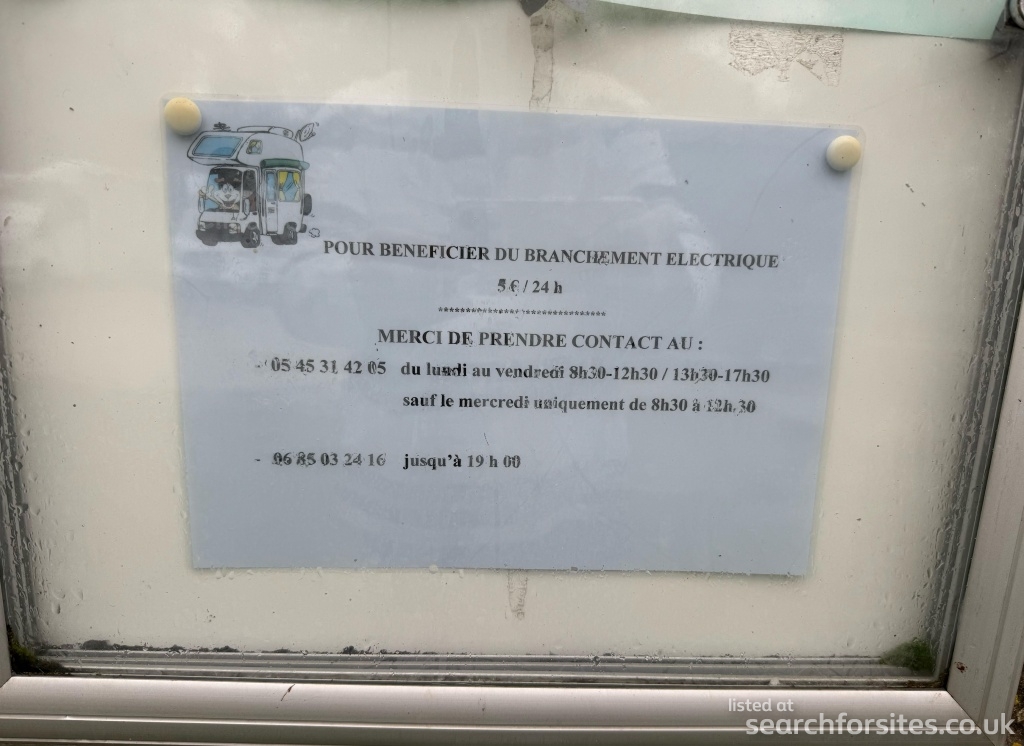 POUR BENEFICIER DU BRANCHEMENT ELECTRIQUE
5 € / 24 h
*******************************
MERCI DE PRENDRE CONTACT AU :
- 05 45 31 42 05 du lundi au vendredi 8h30-12h30 / 13h30-17h30
sauf le mercredi uniquement de 8h30 à 12h30
- 06 85 03 24 16 jusqu'à 19 h 00
listed at
searchforsites.co.uk